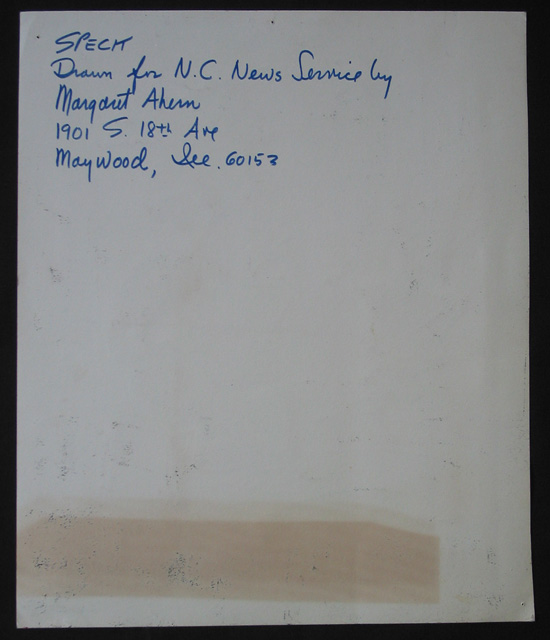 SPECK
Drawn for N.C. News Service by
Margaret Ahern
1901 S. 18th Ave
Maywood, Ill. 60153